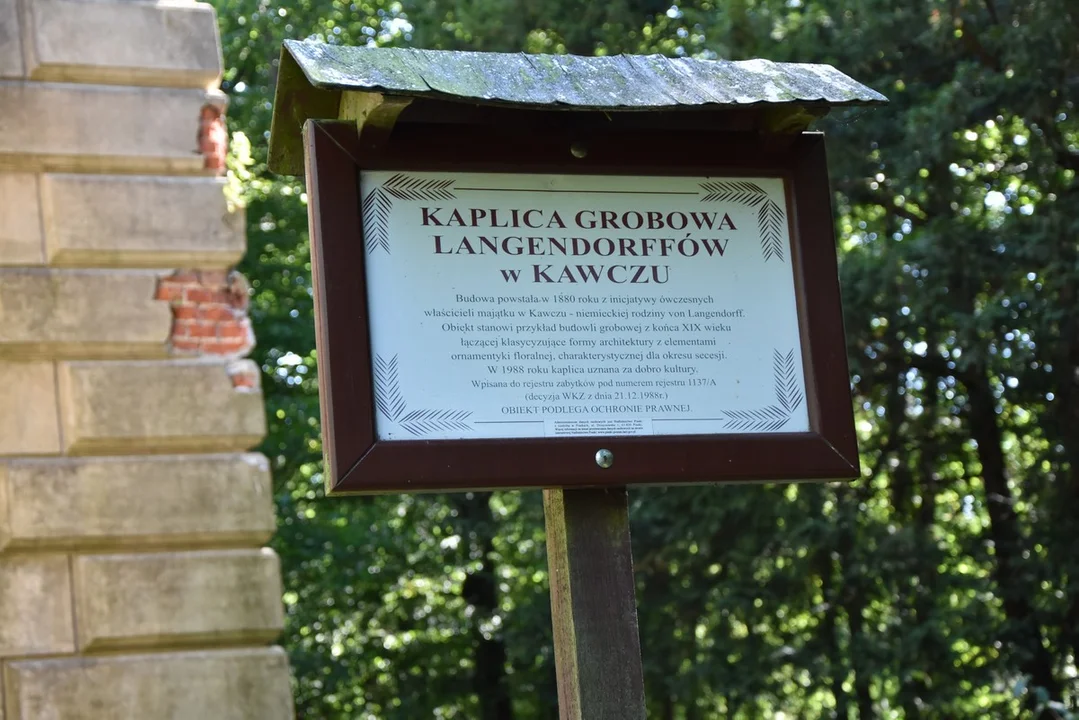 KAPLICA GROBOWA
LANGENDORFFÓW
w KAWCZU
Budowa powstała w 1880 roku z inicjatywy ówczesnych
właścicieli majątku w Kawczu - niemieckiej rodziny von Langendorff.
Obiekt stanowi przykład budowli grobowej z końca XIX wieku
łączącej klasycyzujące formy architektury z elementami
ornamentyki floralnej, charakterystycznej dla okresu secesji.
W 1988 roku kaplica uznana za dobro kultury.
Wpisana do rejestru zabytków pod numerem rejestru 1137/A
(decyzja WKZ z dnia 21.12.1988r.)
OBIEKT PODLEGA OCHRONIE PRAWNEJ.